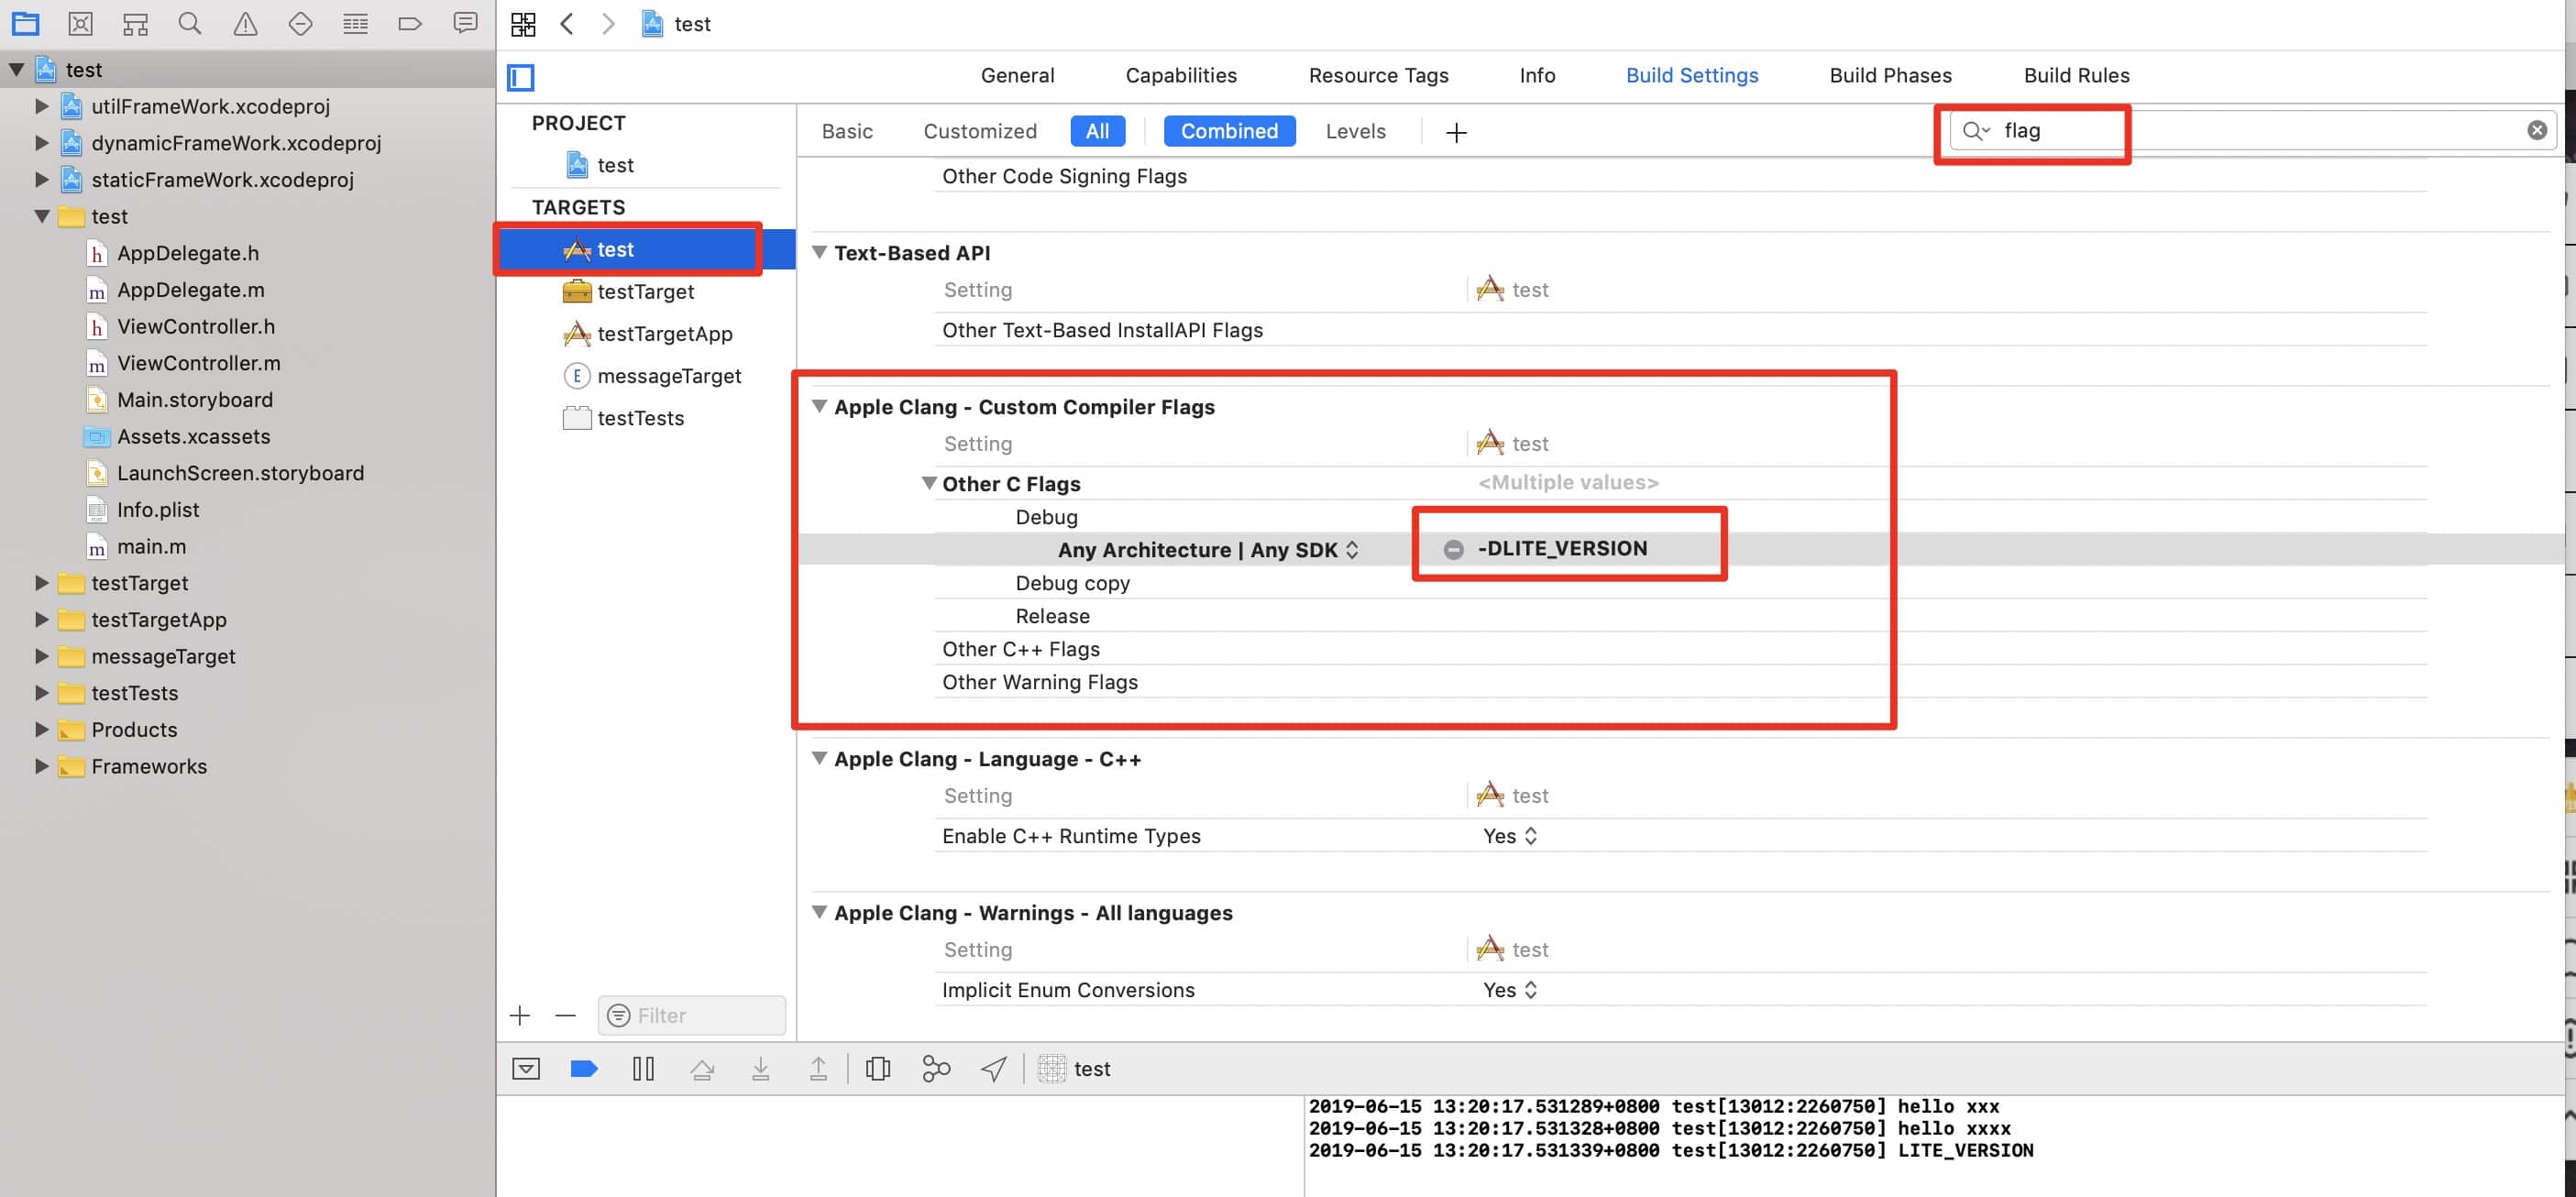 test
test
utilFrameWork.xcodeproj
dynamicFrameWork.xcodeproj
staticFrameWork.xcodeproj
test
AppDelegate.h
AppDelegate.m
ViewController.h
ViewController.m
Main.storyboard
Assets.xcassets
LaunchScreen.storyboard
Info.plist
main.m
testTarget
testTargetApp
messageTarget
testTests
Products
Frameworks
General Capabilities Resource Tags Info Build Settings Build Phases Build Rules
PROJECT
test
TARGETS
test
testTarget
testTargetApp
messageTarget
testTests
Filter
Basic Customized All Combined Levels flag
Other Code Signing Flags
Text-Based API
Setting test
Other Text-Based InstallAPI Flags
Apple Clang - Custom Compiler Flags
Setting test
Other C Flags <Multiple values>
Debug
Any Architecture | Any SDK -DLITE_VERSION
Debug copy
Release
Other C++ Flags
Other Warning Flags
Apple Clang - Language - C++
Setting test
Enable C++ Runtime Types Yes
Apple Clang - Warnings - All languages
Setting test
Implicit Enum Conversions Yes
test
2019-06-15 13:20:17.531289+0800 test[13012:2260750] hello xxx
2019-06-15 13:20:17.531328+0800 test[13012:2260750] hello xxxx
2019-06-15 13:20:17.531339+0800 test[13012:2260750] LITE_VERSION